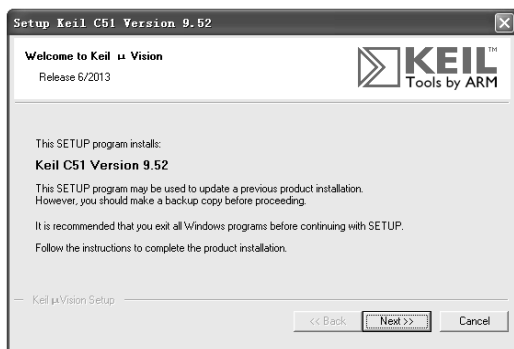 Setup Keil C51 Version 9.52
Welcome to Keil μ Vision
Release 6/2013
KEIL™
Tools by ARM
This SETUP program installs:
Keil C51 Version 9.52
This SETUP program may be used to update a previous product installation.
However, you should make a backup copy before proceeding.
It is recommended that you exit all Windows programs before continuing with SETUP.
Follow the instructions to complete the product installation.
Keil μVision Setup
<< Back
Next >>
Cancel